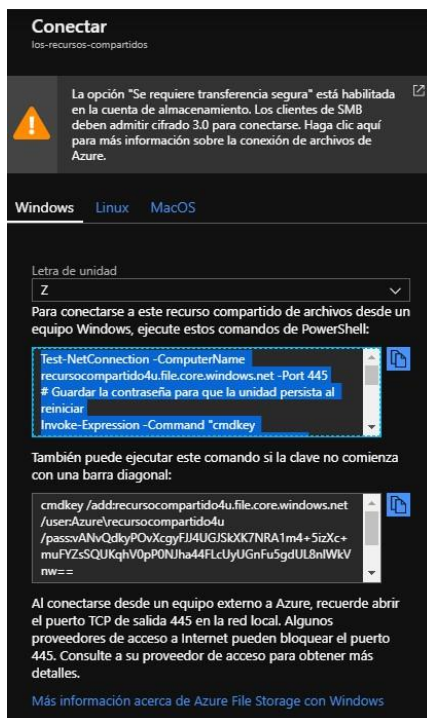 Conectar
los-recursos-compartidos
La opción "Se requiere transferencia segura" está habilitada
en la cuenta de almacenamiento. Los clientes de SMB
deben admitir cifrado 3.0 para conectarse. Haga clic aquí
para más información sobre la conexión de archivos de
Azure.
Windows Linux MacOS
Letra de unidad
Z
Para conectarse a este recurso compartido de archivos desde un
equipo Windows, ejecute estos comandos de PowerShell:
Test-NetConnection -ComputerName
recursocompartido4u.file.core.windows.net -Port 445
# Guardar la contraseña para que la unidad persista al
reiniciar
Invoke-Expression -Command "cmdkey
También puede ejecutar este comando si la clave no comienza
con una barra diagonal:
cmdkey /add:recursocompartido4u.file.core.windows.net
/user:Azure\recursocompartido4u
Al conectarse desde un equipo externo a Azure, recuerde abrir
el puerto TCP de salida 445 en la red local. Algunos
proveedores de acceso a Internet pueden bloquear el puerto
445. Consulte a su proveedor de acceso para obtener más
detalles.
Más información acerca de Azure File Storage con Windows